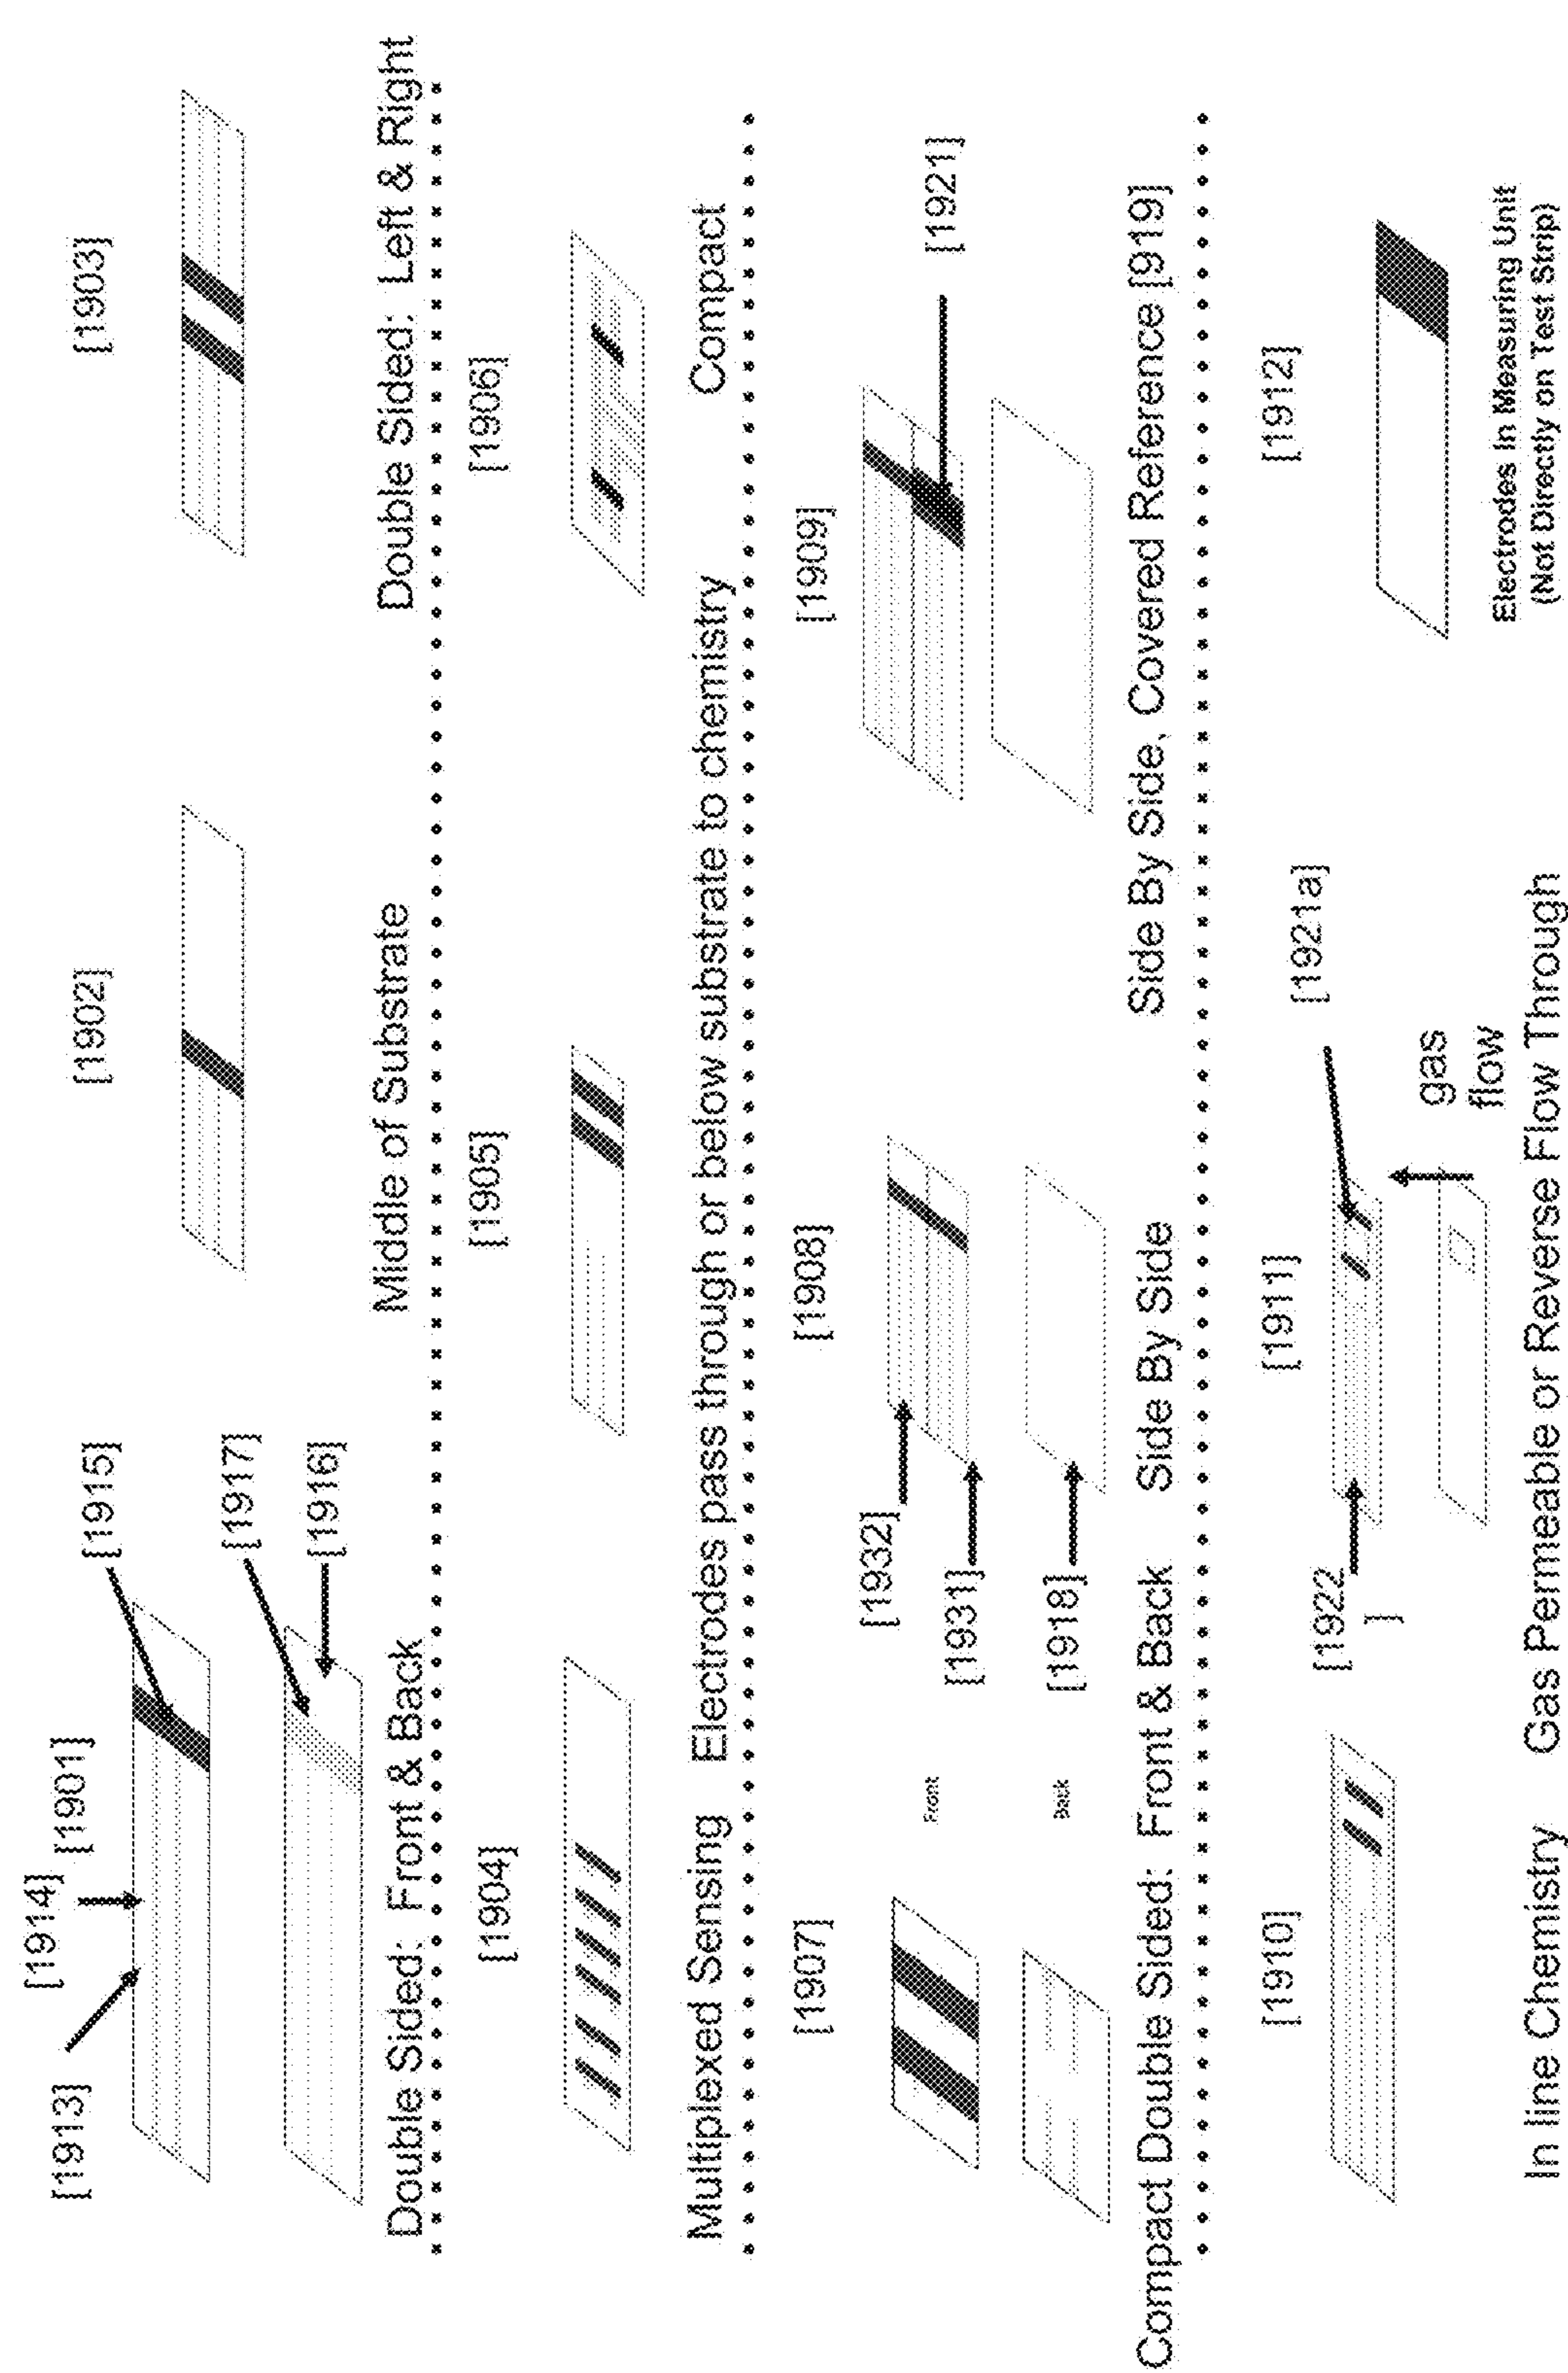 [1914]
[1913]
[1901]
[1915]
[1917]
[1916]
[1902]
[1903]
Double Sided: Front & Back
Middle of Substrate
Double Sided: Left & Right
[1904]
[1905]
[1906]
Multiplexed Sensing
Electrodes pass through or below substrate to chemistry
Compact
[1907]
Front
Back
[1908]
[1932]
[1931]
[1918]
[1909]
[1921]
Compact Double Sided: Front & Back
Side By Side
Side By Side, Covered Reference [919]
[1910]
[1911]
[1922
]
[1921a]
gas
flow
[1912]
In line Chemistry
Gas Permeable or Reverse Flow Through
Electrodes In Measuring Unit
(Not Directly on Test Strip)